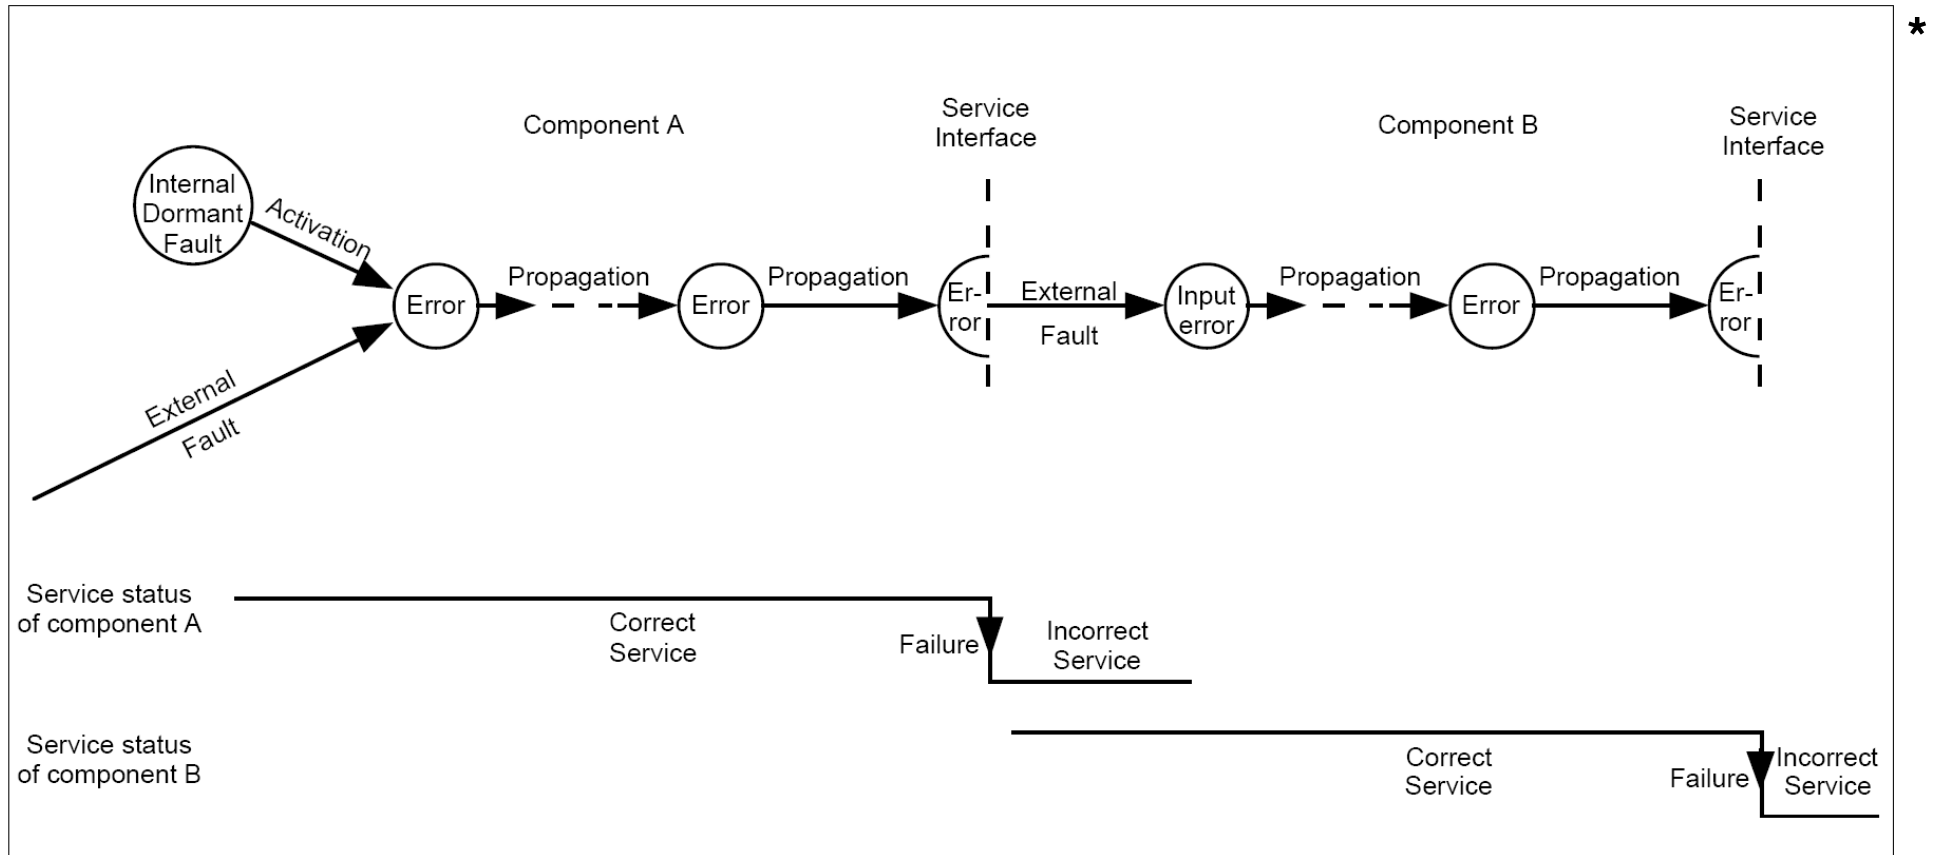 *
Component A
Service
Interface
Component B
Service
Interface
Internal
Dormant
Fault
Activation
Error
Propagation
Error
Propagation
Er-
ror
External
Fault
Input
error
Propagation
Error
Propagation
Er-
ror
External
Fault
Service status
of component A
Correct
Service
Failure
Incorrect
Service
Service status
of component B
Correct
Service
Failure
Incorrect
Service